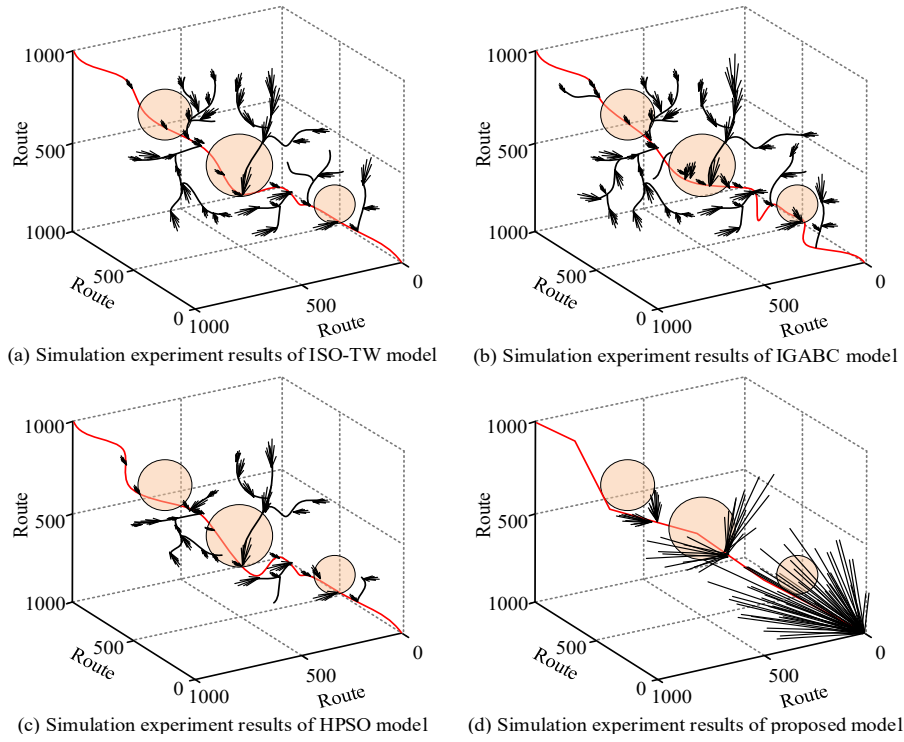 1000
500
1000
500
0
1000
500
0
Route
Route
Route
(a) Simulation experiment results of ISO-TW model
1000
500
1000
500
0
1000
500
0
Route
Route
Route
(b) Simulation experiment results of IGABC model
1000
500
1000
500
0
1000
500
0
Route
Route
Route
(c) Simulation experiment results of HPSO model
1000
500
1000
500
0
1000
500
0
Route
Route
Route
(d) Simulation experiment results of proposed model